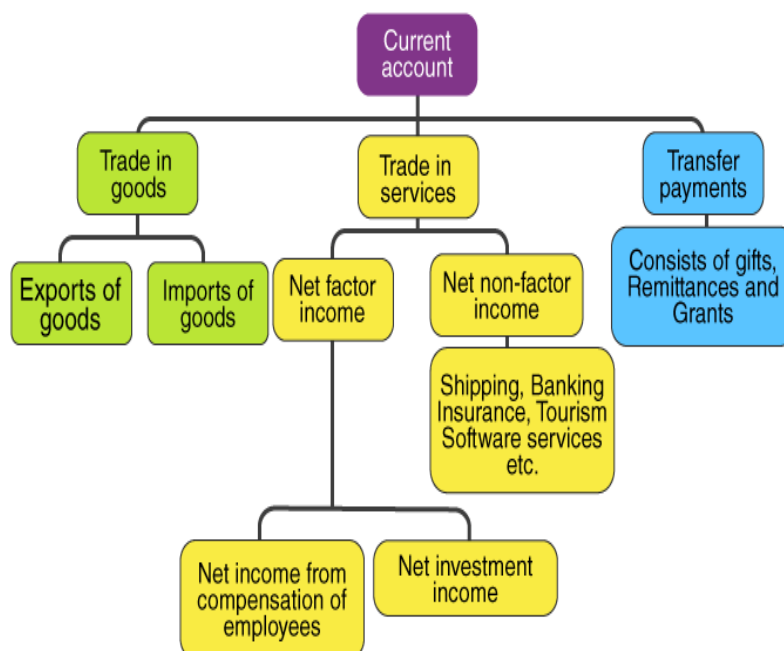 Current
account
Trade in
goods
Trade in
services
Transfer
payments
Exports of
goods
Imports of
goods
Net factor
income
Net non-factor
income
Consists of gifts,
Remittances and
Grants
Shipping, Banking
Insurance, Tourism
Software services
etc.
Net income from
compensation of
employees
Net investment
income